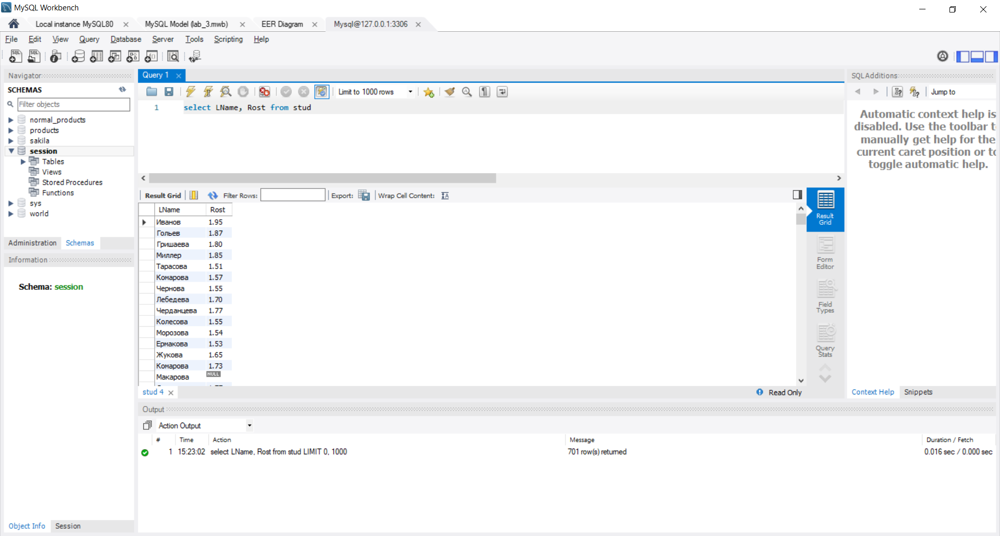 MySQL Workbench
Local instance MySQL80
MySQL Model (lab_3.mwb)
EER Diagram
Mysql@127.0.0.1:3306
File Edit View Query Database Server Tools Scripting Help
Navigator
SCHEMAS
Filter objects
normal_products
products
sakila
session
Tables
Views
Stored Procedures
Functions
sys
world
Administration Schemas
Information
Schema: session
Object Info Session
Query 1
Limit to 1000 rows
1 select LName, Rost from stud
Result Grid Filter Rows: Export: Wrap Cell Content:
LName Rost
Иванов 1.95
Гольев 1.87
Гришаева 1.80
Миллер 1.85
Тарасова 1.51
Комарова 1.57
Чернова 1.55
Лебедева 1.70
Черданцева 1.77
Колесова 1.55
Морозова 1.54
Ермакова 1.53
Жукова 1.65
Комарова 1.73
Макарова NULL
Result
Grid
Form
Editor
Field
Types
Query
Stats
stud 4
Read Only
SQLAdditions
Jump to
Automatic context help is
disabled. Use the toolbar t
manually get help for the
current caret position or to
toggle automatic help.
Context Help Snippets
Output
Action Output
# Time Action Message Duration / Fetch
1 15:23:02 select LName, Rost from stud LIMIT 0, 1000 701 row(s) returned 0.016 sec / 0.000 sec